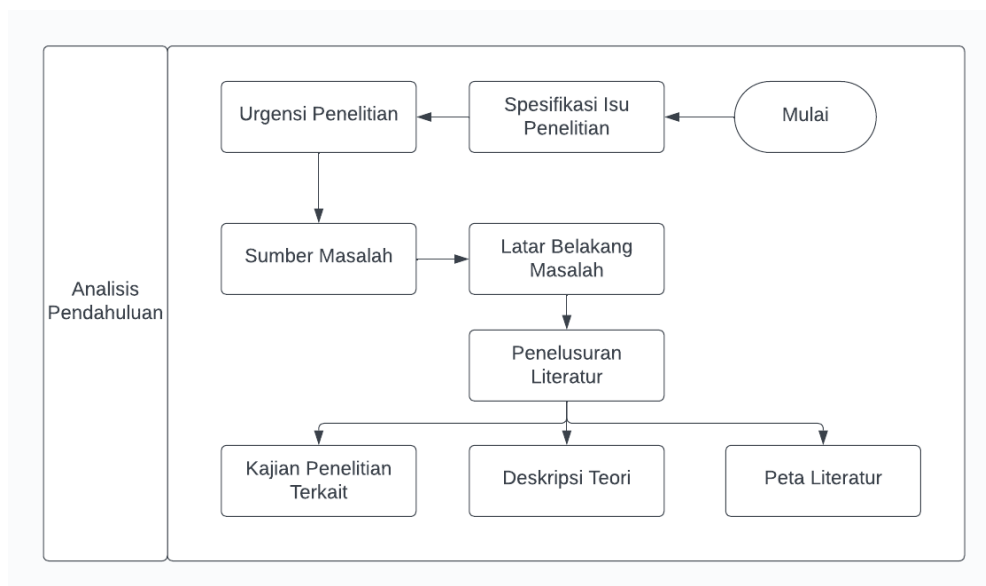 Analisis
Pendahuluan
Urgensi Penelitian
Spesifikasi Isu
Penelitian
Mulai
Sumber Masalah
Latar Belakang
Masalah
Penelusuran
Literatur
Kajian Penelitian
Terkait
Deskripsi Teori
Peta Literatur